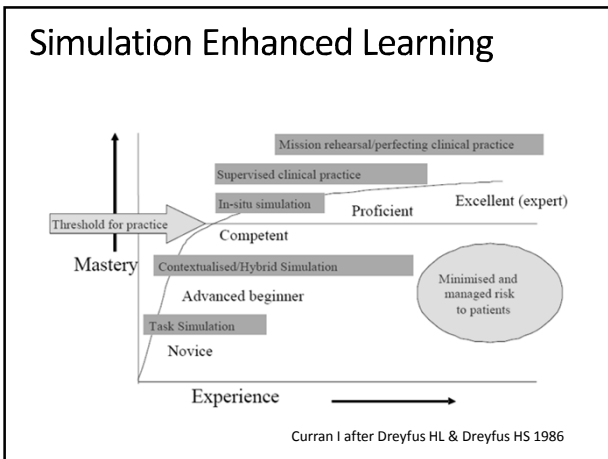 Simulation Enhanced Learning
Mission rehearsal/perfecting clinical practice
Supervised clinical practice
In-situ simulation
Proficient
Excellent (expert)
Threshold for practice
Competent
Mastery
Contextualised/Hybrid Simulation
Minimised and
managed risk
to patients
Advanced beginner
Task Simulation
Novice
Experience
Curran I after Dreyfus HL & Dreyfus HS 1986